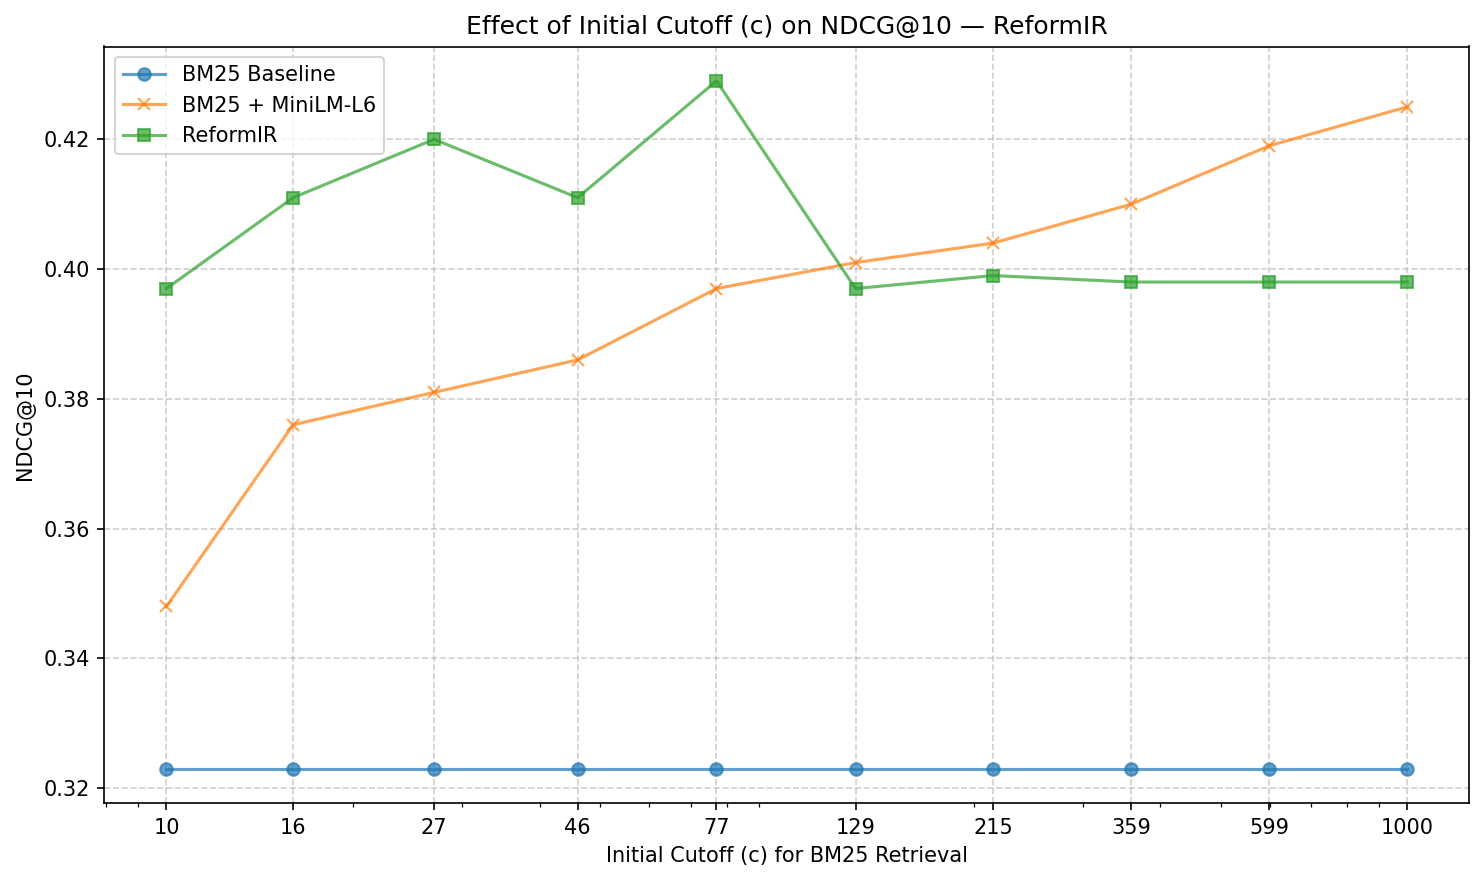 Effect of Initial Cutoff (c) on NDCG@10 — ReformIR
BM25 Baseline
BM25 + MiniLM-L6
ReformIR
NDCG@10
0.42
0.40
0.38
0.36
0.34
0.32
10 16 27 46 77 129 215 359 599 1000
Initial Cutoff (c) for BM25 Retrieval